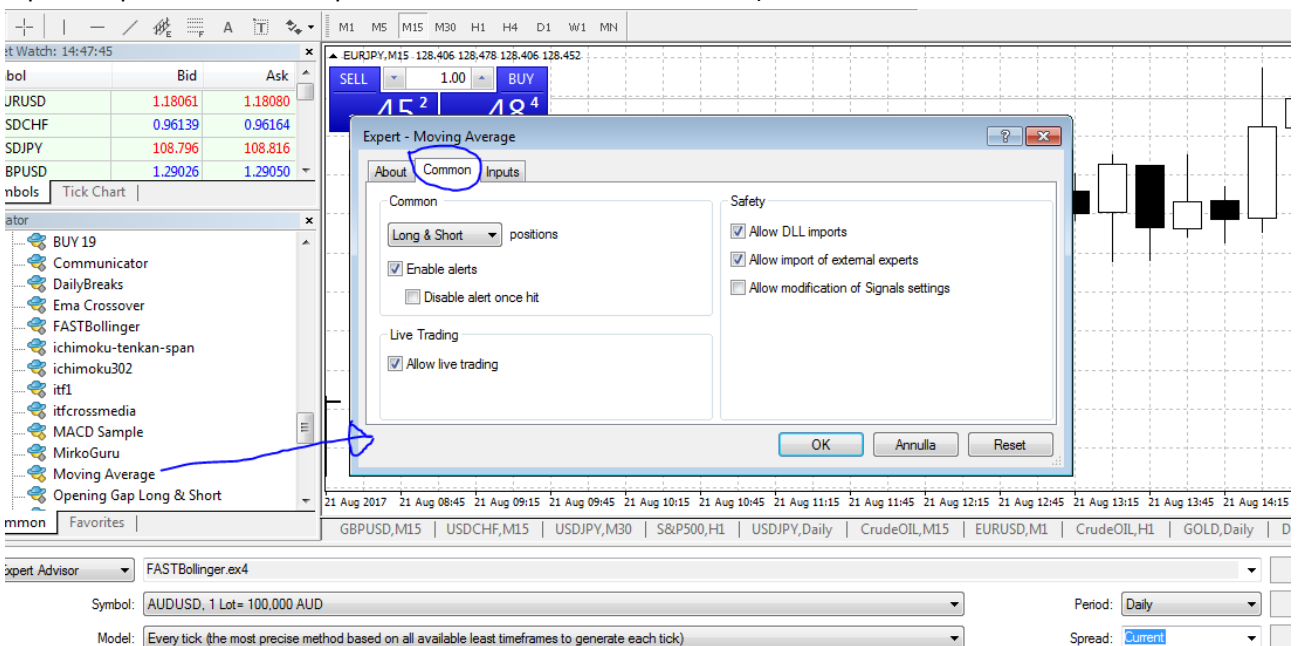 A T M1 M5 M15 M30 H1 H4 D1 W1 MN
Watch: 14:47:45
Bid Ask
1.18061 1.18080
SDCHF 0.96139 0.96164
SDJPY 108.796 108.816
BPUSD 1.29026 1.29050
Tick Chart
BUY 19
Communicator
DailyBreaks
Ema Crossover
FASTBollinger
ichimoku-tenkan-span
ichimoku302
itf1
itfcrossmedia
MACD Sample
MirkoGuru
Moving Average
Opening Gap Long & Short
Favorites
EURJPY,M15 128.406 128.478 128.406 128.452
SELL 1.00 BUY
45 2 48 4
Expert - Moving Average
About Common Inputs
Common
Long & Short positions
Enable alerts
Disable alert once hit
Live Trading
Allow live trading
Safety
Allow DLL imports
Allow import of external experts
Allow modification of Signals settings
OK Annulla Reset
21 Aug 2017 21 Aug 08:45 21 Aug 09:15 21 Aug 09:45 21 Aug 10:15 21 Aug 10:45 21 Aug 11:15 21 Aug 11:45 21 Aug 12:15 21 Aug 12:45 21 Aug 13:15 21 Aug 13:45 21 Aug 14:15
GBPUSD,M15 USDCHF,M15 USDJPY,M30 S&P500,H1 USDJPY,Daily CrudeOIL,M15 EURUSD,M1 CrudeOIL,H1 GOLD,Daily
Expert Advisor FASTBollinger.ex4
Symbol: AUDUSD, 1 Lot= 100,000 AUD Period: Daily
Model: Every tick (the most precise method based on all available least timeframes to generate each tick) Spread: Current